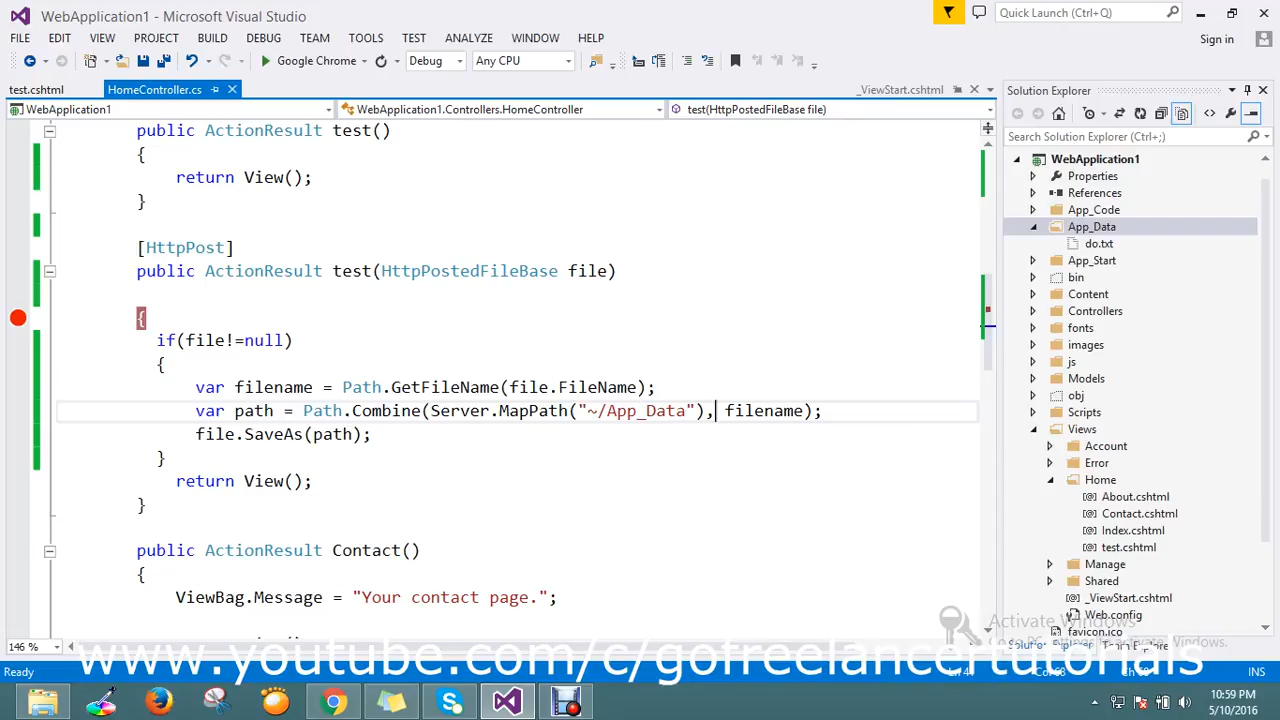 WebApplication1 - Microsoft Visual Studio
Quick Launch (Ctrl+Q)
FILE EDIT VIEW PROJECT BUILD DEBUG TEAM TOOLS TEST ANALYZE WINDOW HELP
Sign in
Google Chrome Debug Any CPU
test.cshtml HomeController.cs _ViewStart.cshtml
WebApplication1 WebApplication1.Controllers.HomeController test(HttpPostedFileBase file)
public ActionResult test()
{
return View();
}
[HttpPost]
public ActionResult test(HttpPostedFileBase file)
{
if(file!=null)
{
var filename = Path.GetFileName(file.FileName);
var path = Path.Combine(Server.MapPath("~/App_Data"), filename);
file.SaveAs(path);
}
return View();
}
public ActionResult Contact()
{
ViewBag.Message = "Your contact page.";
146 %
Solution Explorer
Search Solution Explorer (Ctrl+;)
WebApplication1
Properties
References
App_Code
App_Data
do.txt
App_Start
bin
Content
Controllers
fonts
images
js
Models
obj
Scripts
Views
Account
Error
Home
About.cshtml
Contact.cshtml
Index.cshtml
test.cshtml
Manage
Shared
_ViewStart.cshtml
Web.config
favicon.ico
Activate Windows
Go to PC settings to activate Windows.
www.youtube.com/c/gofreelancertutorials
Ready INS
10:59 PM
5/10/2016